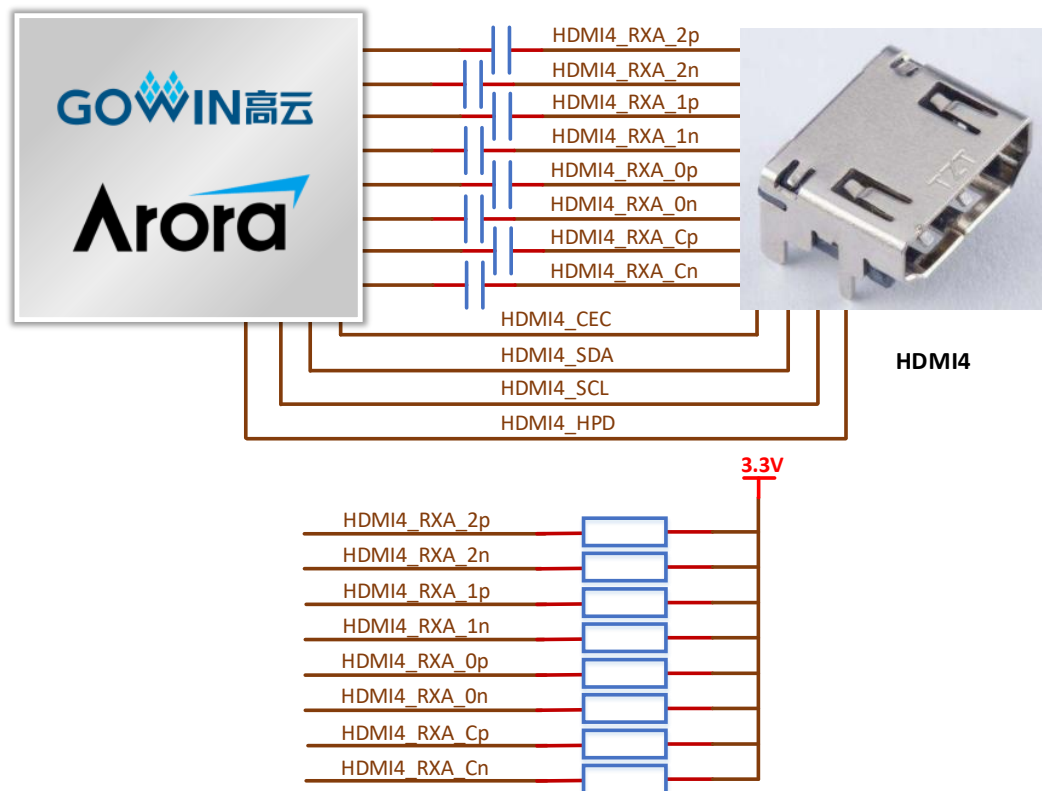 HDMI4_RXA_2p
HDMI4_RXA_2n
HDMI4_RXA_1p
HDMI4_RXA_1n
HDMI4_RXA_0p
HDMI4_RXA_0n
HDMI4_RXA_Cp
HDMI4_RXA_Cn
GOWIN高云
Arora
TZT
HDMI4_CEC
HDMI4_SDA
HDMI4_SCL
HDMI4_HPD
HDMI4
3.3V
HDMI4_RXA_2p
HDMI4_RXA_2n
HDMI4_RXA_1p
HDMI4_RXA_1n
HDMI4_RXA_0p
HDMI4_RXA_0n
HDMI4_RXA_Cp
HDMI4_RXA_Cn